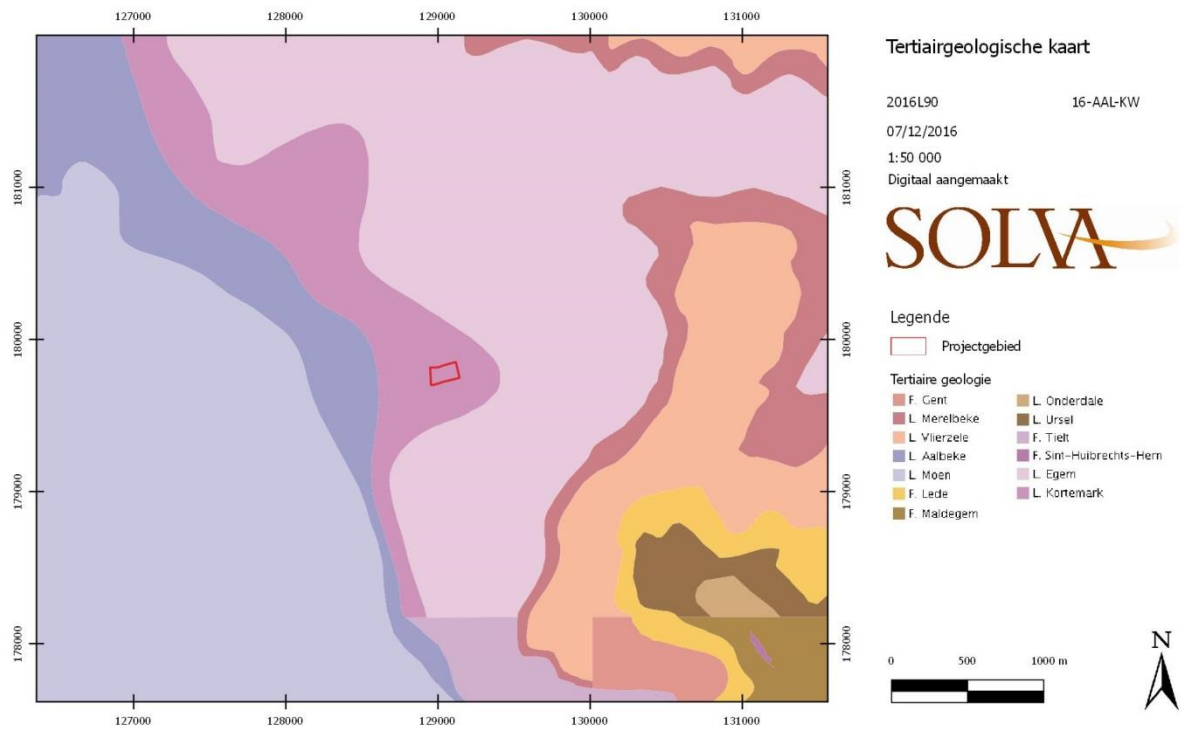 127000 128000 129000 130000 131000
181000 181000
180000 180000
179000 179000
178000 178000
127000 128000 129000 130000 131000
Tertiairgeologische kaart
2016L90 16-AAL-KW
07/12/2016
1:50 000
Digitaal aangemaakt
SOLVA
Legende
Projectgebied
Tertiaire geologie
F. Gent
L. Merelbeke
L. Vlierzele
L. Aalbeke
L. Moen
F. Lede
F. Maldegem
L. Onderdale
L. Ursel
F. Tielt
F. Sint-Huibrechts-Hern
L. Egem
L. Kortemark
N
0 500 1000 m